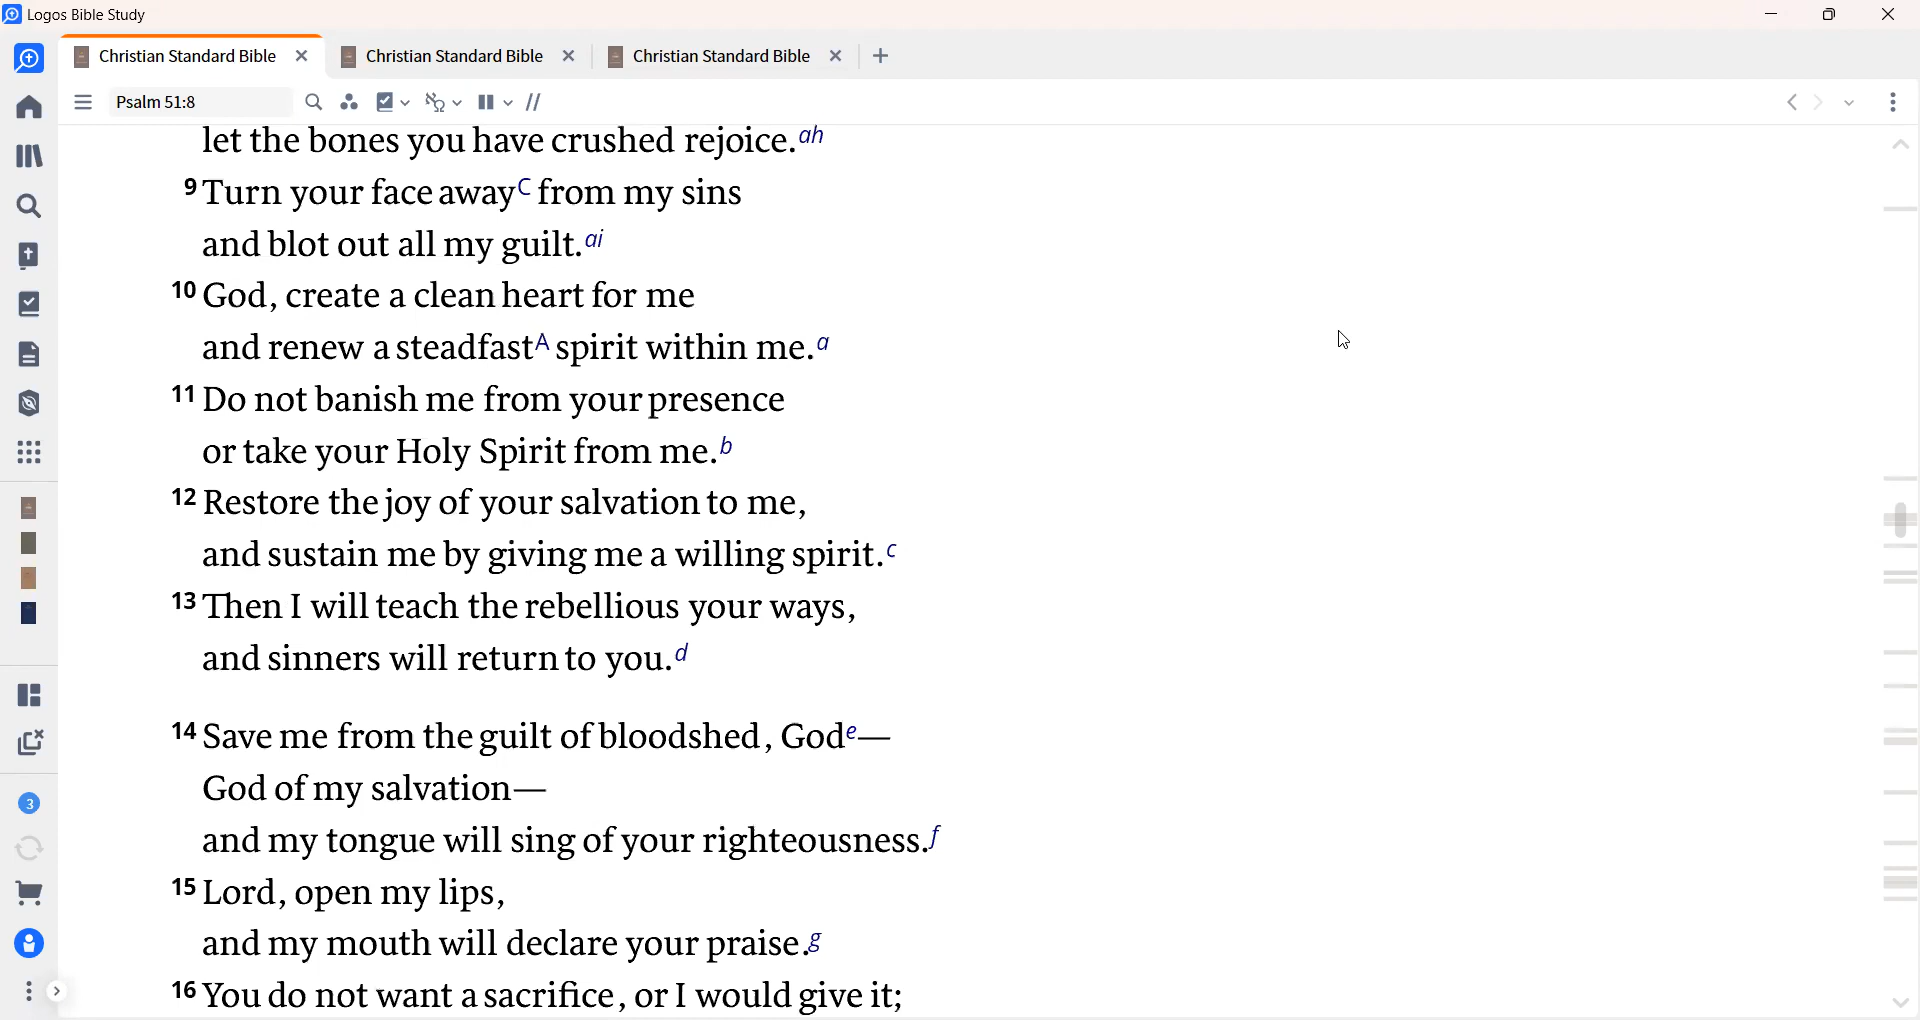 Logos Bible Study
Christian Standard Bible
Christian Standard Bible
Christian Standard Bible
Psalm 51:8
let the bones you have crushed rejoice.ah
9 Turn your face awayC from my sins
and blot out all my guilt.ai
10 God, create a clean heart for me
and renew a steadfastA spirit within me.a
11 Do not banish me from your presence
or take your Holy Spirit from me.b
12 Restore the joy of your salvation to me,
and sustain me by giving me a willing spirit.c
13 Then I will teach the rebellious your ways,
and sinners will return to you.d
14 Save me from the guilt of bloodshed, Gode—
God of my salvation—
and my tongue will sing of your righteousness.f
15 Lord, open my lips,
and my mouth will declare your praise.g
16 You do not want a sacrifice, or I would give it;
3